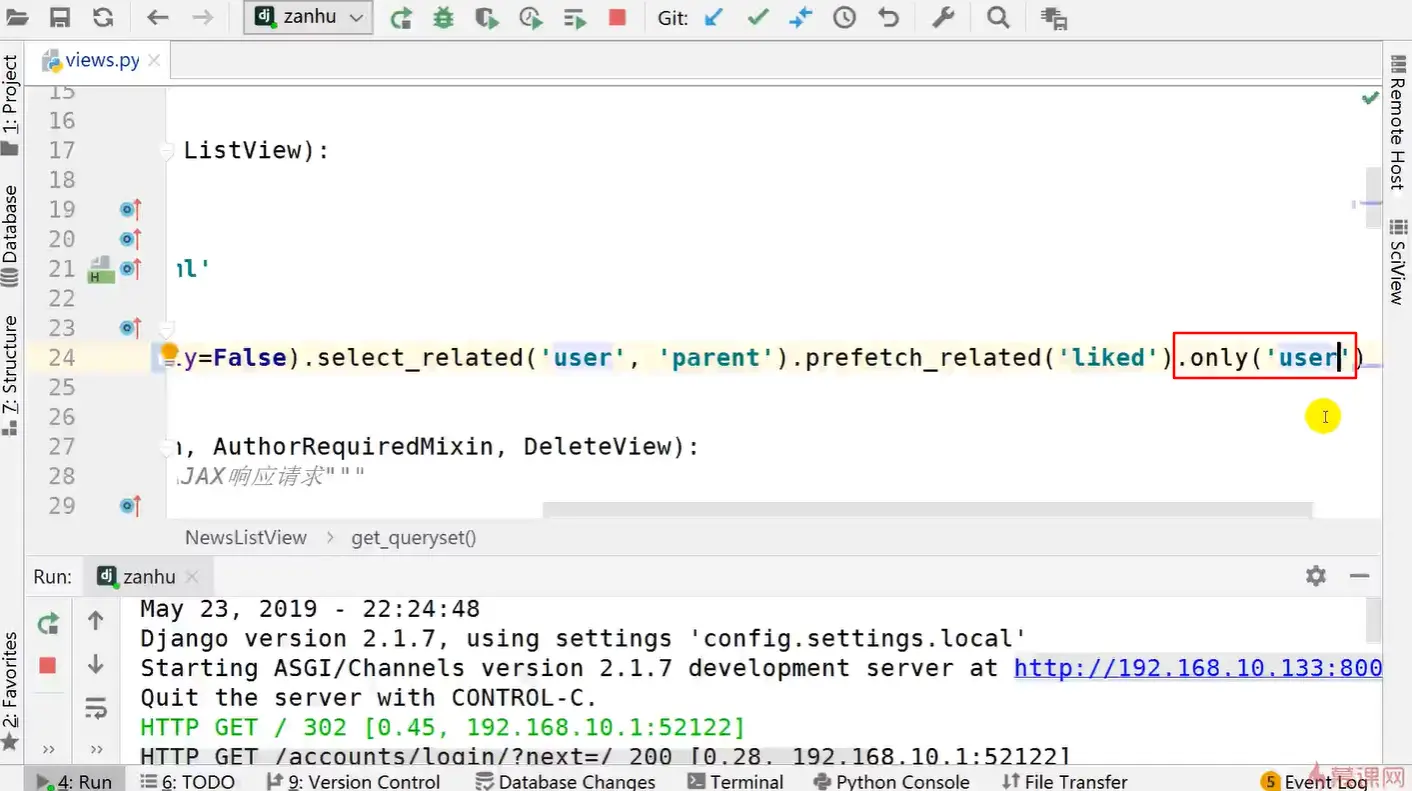 zanhu
Git:
views.py
1: Project
Database
7: Structure
2: Favorites
Remote Host
SciView
15
16
17 ListView):
18
19
20
21 nl'
22
23
24 y=False).select_related('user', 'parent').prefetch_related('liked').only('user')
25
26
27 , AuthorRequiredMixin, DeleteView):
28 JAX响应请求"""
29
NewsListView > get_queryset()
Run: zanhu
May 23, 2019 - 22:24:48
Django version 2.1.7, using settings 'config.settings.local'
Starting ASGI/Channels version 2.1.7 development server at http://192.168.10.133:800
Quit the server with CONTROL-C.
HTTP GET / 302 [0.45, 192.168.10.1:52122]
HTTP GET /accounts/login/?next=/ 200 [0.28, 192.168.10.1:52122]
4: Run 6: TODO 9: Version Control Database Changes Terminal Python Console File Transfer 5 Event Log
慕课网